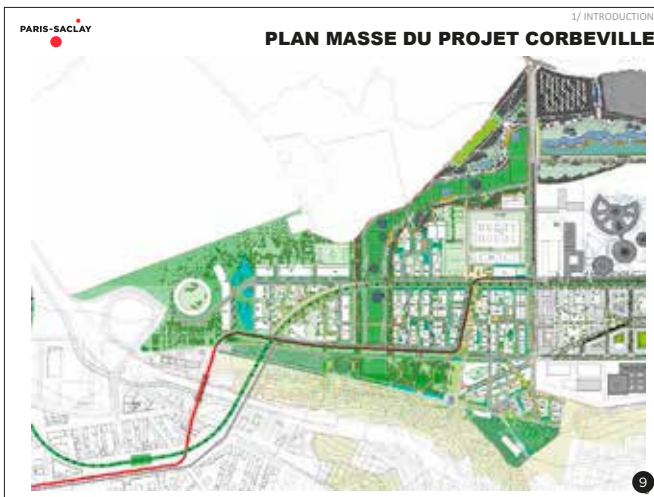 1/ INTRODUCTION
PARIS-SACLAY
PLAN MASSE DU PROJET CORBEVILLE
9